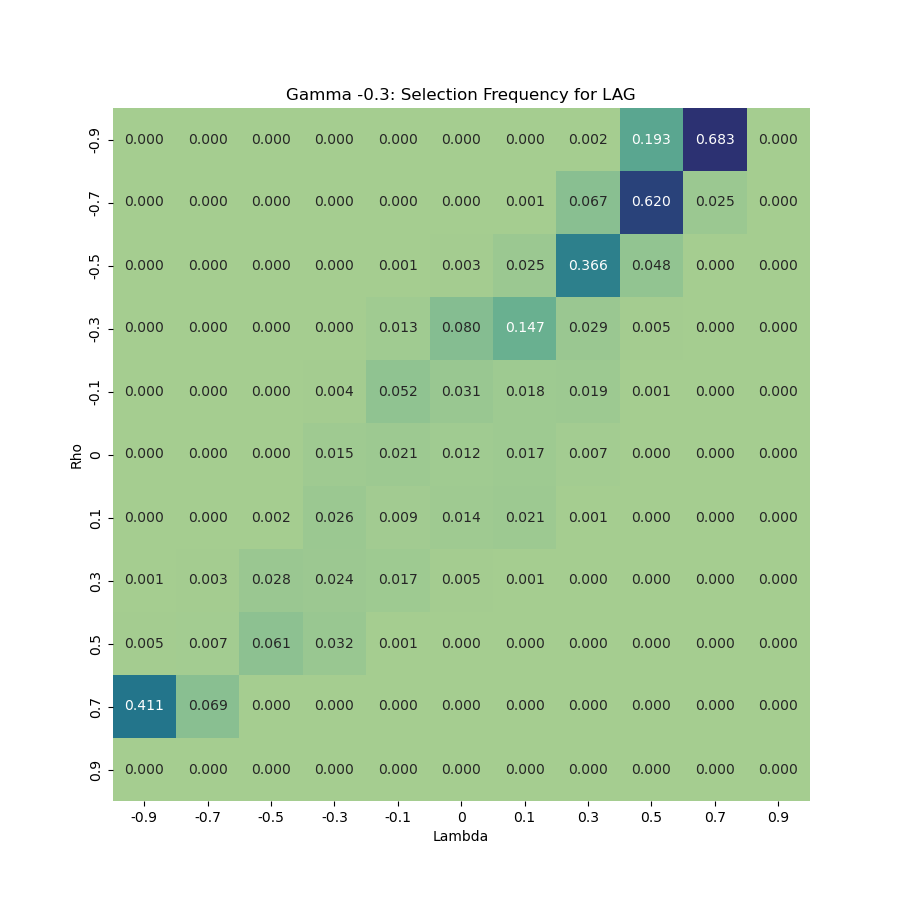 Gamma -0.3: Selection Frequency for LAG
-0.9 0.000 0.000 0.000 0.000 0.000 0.000 0.000 0.002 0.193 0.683 0.000
-0.7 0.000 0.000 0.000 0.000 0.000 0.000 0.001 0.067 0.620 0.025 0.000
-0.5 0.000 0.000 0.000 0.000 0.001 0.003 0.025 0.366 0.048 0.000 0.000
-0.3 0.000 0.000 0.000 0.000 0.013 0.080 0.147 0.029 0.005 0.000 0.000
-0.1 0.000 0.000 0.000 0.004 0.052 0.031 0.018 0.019 0.001 0.000 0.000
Rho
0 0.000 0.000 0.000 0.015 0.021 0.012 0.017 0.007 0.000 0.000 0.000
0.1 0.000 0.000 0.002 0.026 0.009 0.014 0.021 0.001 0.000 0.000 0.000
0.3 0.001 0.003 0.028 0.024 0.017 0.005 0.001 0.000 0.000 0.000 0.000
0.5 0.005 0.007 0.061 0.032 0.001 0.000 0.000 0.000 0.000 0.000 0.000
0.7 0.411 0.069 0.000 0.000 0.000 0.000 0.000 0.000 0.000 0.000 0.000
0.9 0.000 0.000 0.000 0.000 0.000 0.000 0.000 0.000 0.000 0.000 0.000
-0.9 -0.7 -0.5 -0.3 -0.1 0 0.1 0.3 0.5 0.7 0.9
Lambda